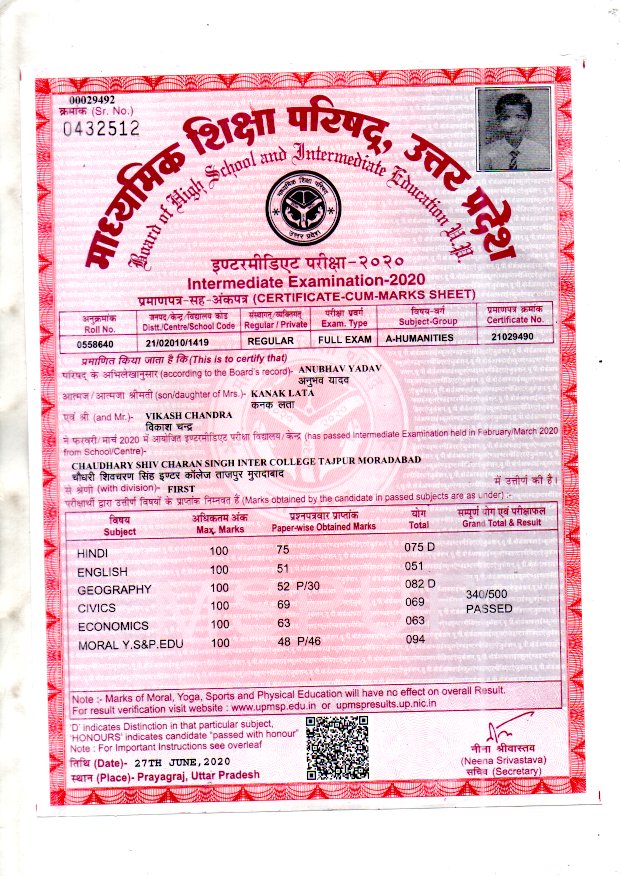 00029492
क्रमांक (Sr. No.)
0432512
माध्यमिक शिक्षा परिषद्, उत्तर प्रदेश
Board of High School and Intermediate Education U.P.
माध्यमिक शिक्षा परिषद
उत्तर प्रदेश
इण्टरमीडिएट परीक्षा-२०२०
Intermediate Examination-2020
प्रमाणपत्र-सह-अंकपत्र (CERTIFICATE-CUM-MARKS SHEET)
अनुक्रमांक जनपद/केन्द्र/विद्यालय कोड संस्थागत/व्यक्तिगत परीक्षा प्रवर्ग विषय-वर्ग प्रमाणपत्र क्रमांक
Roll No. Distt./Centre/School Code Regular / Private Exam. Type Subject-Group Certificate No.
0558640 21/02010/1419 REGULAR FULL EXAM A-HUMANITIES 21029490
प्रमाणित किया जाता है कि (This is to certify that)
परिषद के अभिलेखानुसार (according to the Board's record)- ANUBHAV YADAV
अनुभव यादव
आत्मज / आत्मजा श्रीमती (son/daughter of Mrs.)- KANAK LATA
कनक लता
एवं श्री (and Mr.)- VIKASH CHANDRA
विकाश चन्द्र
ने फरवरी/ मार्च 2020 में आयोजित इण्टरमीडिएट परीक्षा विद्यालय/ केन्द्र (has passed Intermediate Examination held in February/March 2020
from School/Centre)-
CHAUDHARY SHIV CHARAN SINGH INTER COLLEGE TAJPUR MORADABAD
चौधरी शिवचरण सिंह इण्टर कॉलेज ताजपुर मुरादाबाद
से श्रेणी (with division)- FIRST में उत्तीर्ण की है।
परीक्षार्थी द्वारा उत्तीर्ण विषयों के प्राप्तांक निम्नवत हैं (Marks obtained by the candidate in passed subjects are as under) :-
विषय अधिकतम अंक प्रश्नपत्रवार प्राप्तांक योग सम्पूर्ण योग एवं परीक्षाफल
Subject Max. Marks Paper-wise Obtained Marks Total Grand Total & Result
HINDI 100 75 075 D
ENGLISH 100 51 051
GEOGRAPHY 100 52 P/30 082 D
340/500
CIVICS 100 69 069
PASSED
ECONOMICS 100 63 063
MORAL Y.S&P.EDU 100 48 P/46 094
Note :- Marks of Moral, Yoga, Sports and Physical Education will have no effect on overall Result.
For result verification visit website : www.upmsp.edu.in or upmspresults.up.nic.in
'D' indicates Distinction in that particular subject,
'HONOURS' indicates candidate "passed with honour"
Note : For Important Instructions see overleaf
तिथि (Date)- 27TH JUNE,2020
स्थान (Place)- Prayagraj, Uttar Pradesh
नीना श्रीवास्तव
(Neena Srivastava)
सचिव (Secretary)